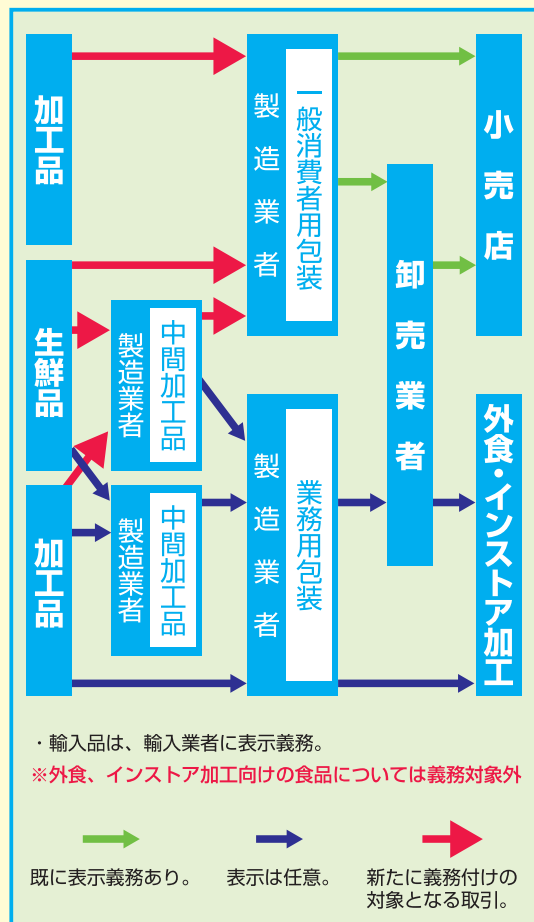 加工品
生鮮品
加工品
製造業者
中間加工品
製造業者
中間加工品
製造業者
一般消費者用包装
製造業者
業務用包装
卸売業者
小売店
外食・インストア加工
・輸入品は、輸入業者に表示義務。
※外食、インストア加工向けの食品については義務対象外
既に表示義務あり。
表示は任意。
新たに義務付けの
対象となる取引。